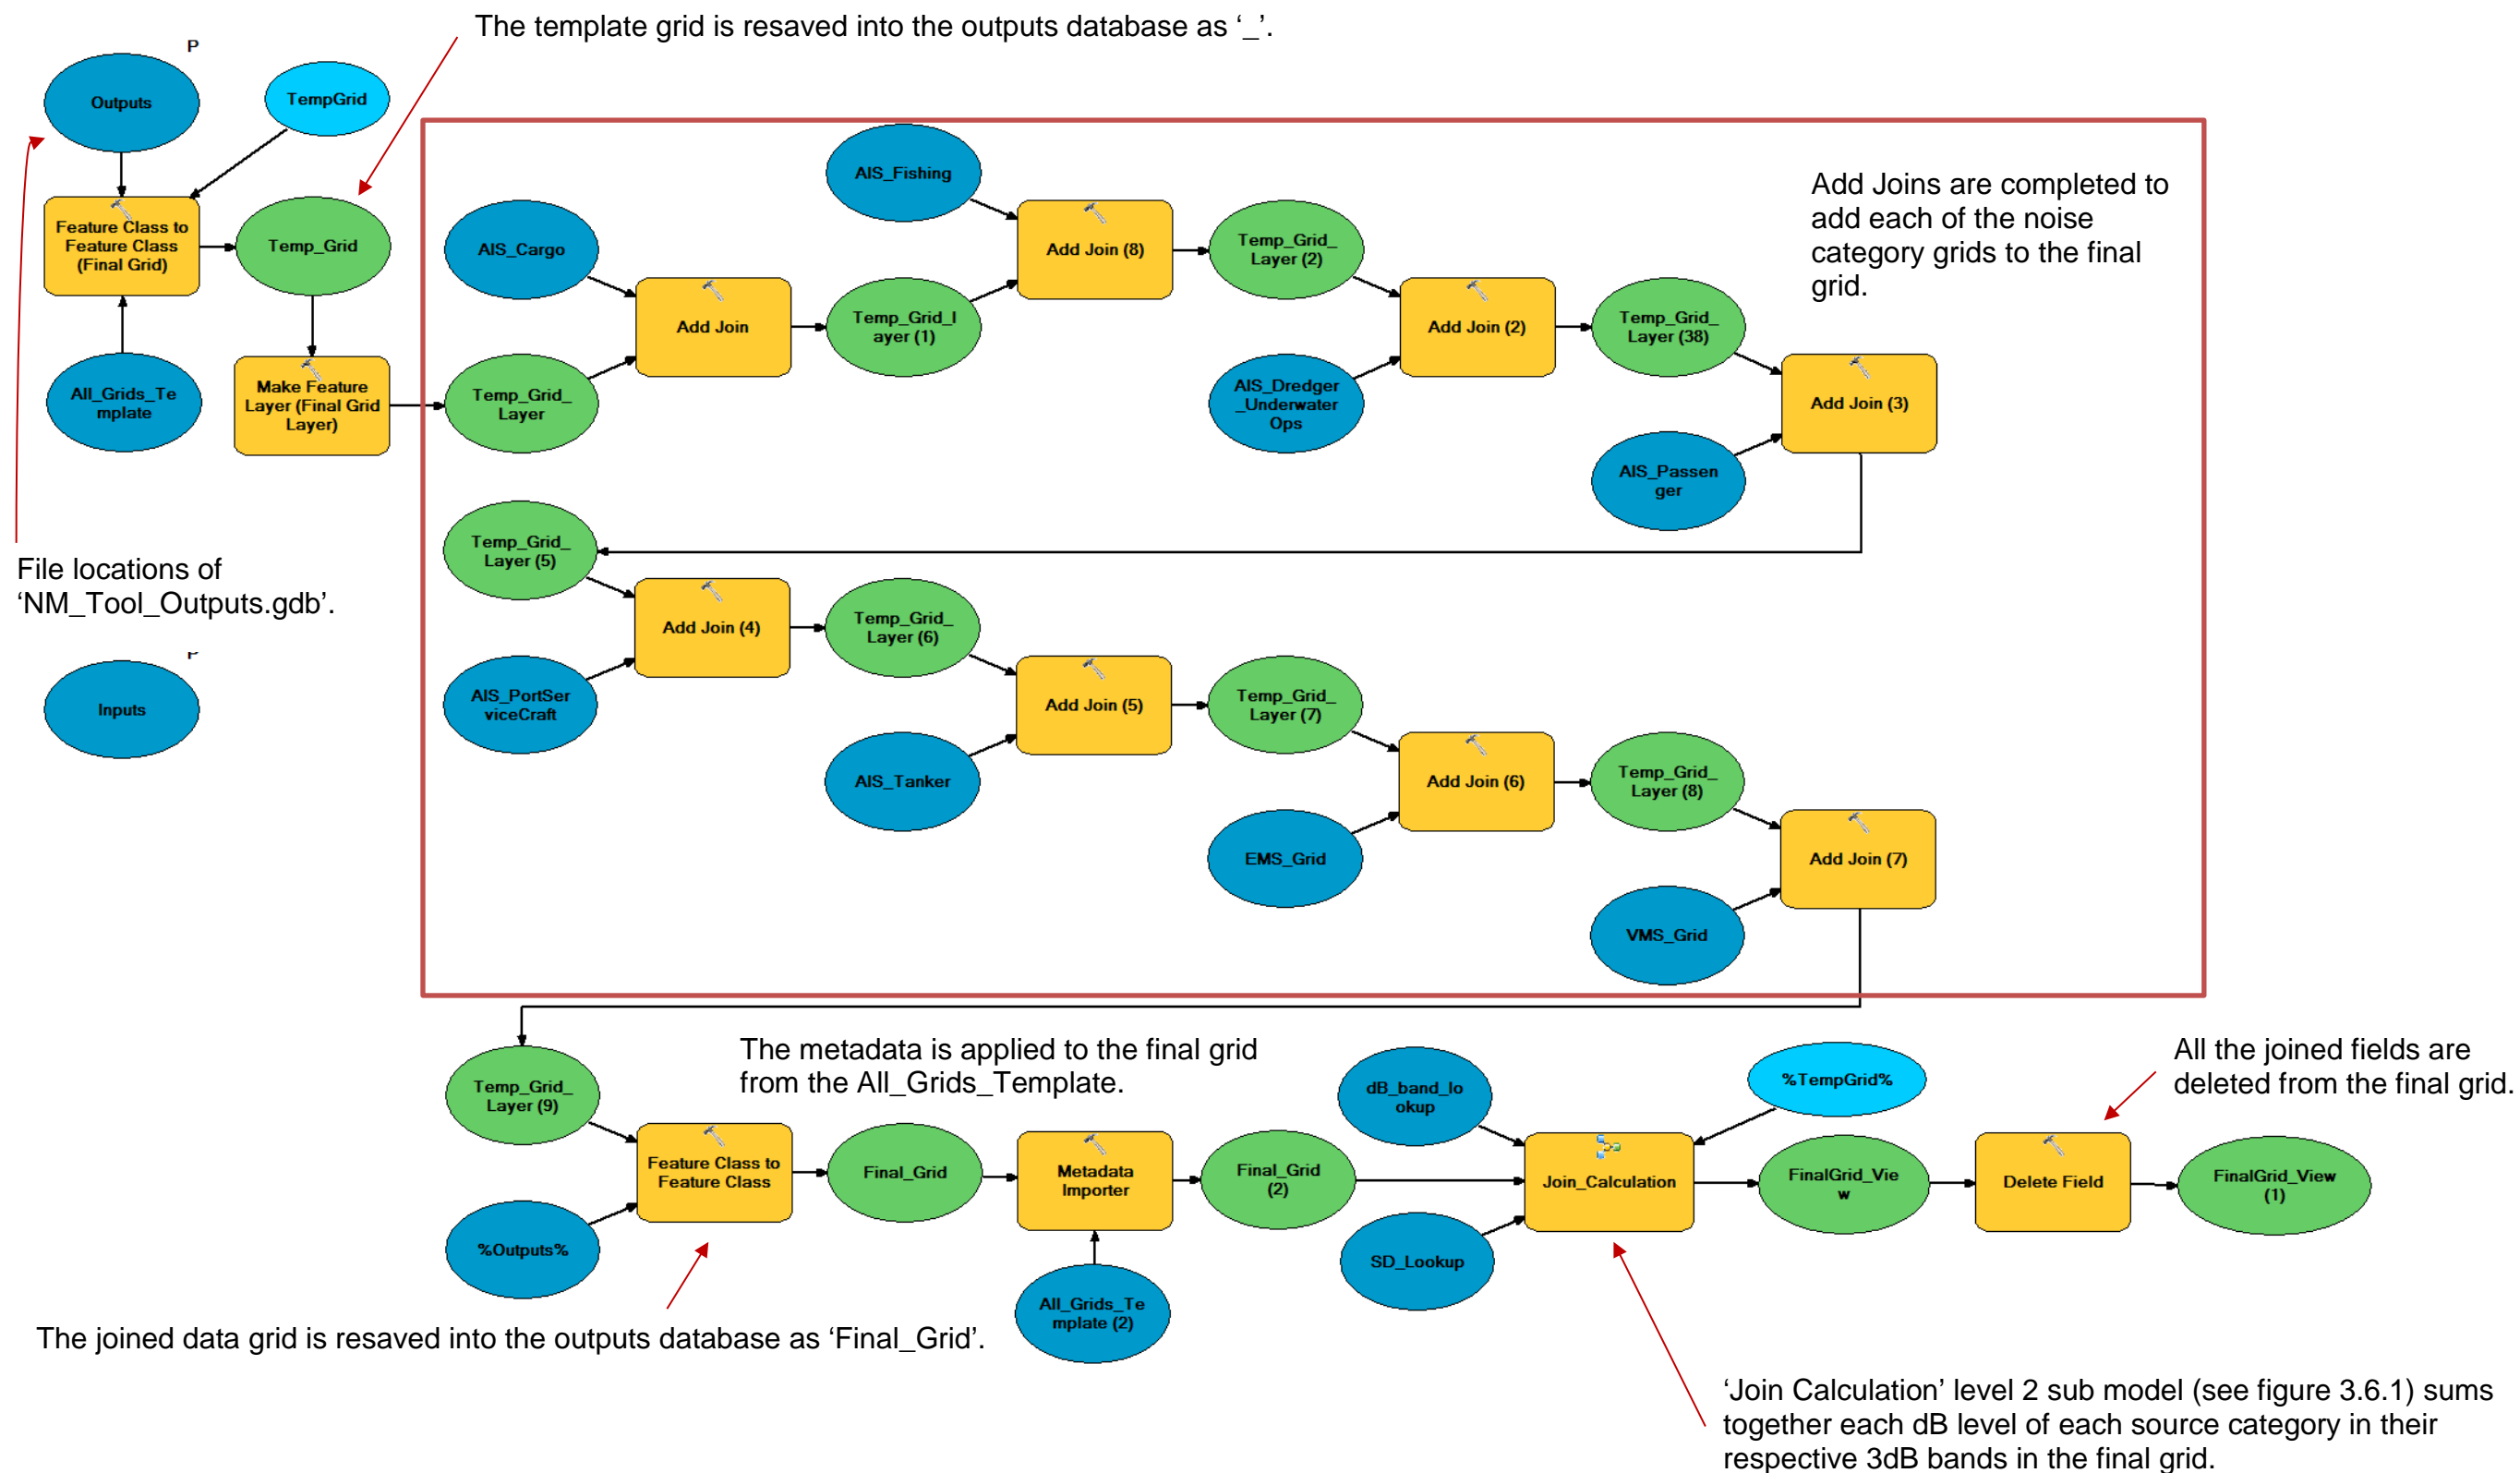 The template grid is resaved into the outputs database as ‘_’.
P
Outputs
TempGrid
Feature Class to
Feature Class
(Final Grid)
Temp_Grid
All_Grids_Te
mplate
Make Feature
Layer (Final Grid
Layer)
File locations of
‘NM_Tool_Outputs.gdb’.
P
Inputs
AIS_Cargo
Temp_Grid_
Layer
Add Join
AIS_Fishing
Temp_Grid_l
ayer (1)
Add Join (8)
Temp_Grid_
Layer (2)
AIS_Dredger
_Underwater
Ops
Add Join (2)
Temp_Grid_
Layer (38)
AIS_Passen
ger
Add Join (3)
Add Joins are completed to
add each of the noise
category grids to the final
grid.
Temp_Grid_
Layer (5)
AIS_PortSer
viceCraft
Add Join (4)
Temp_Grid_
Layer (6)
AIS_Tanker
Add Join (5)
Temp_Grid_
Layer (7)
EMS_Grid
Add Join (6)
Temp_Grid_
Layer (8)
VMS_Grid
Add Join (7)
Temp_Grid_
Layer (9)
%Outputs%
Feature Class to
Feature Class
The metadata is applied to the final grid
from the All_Grids_Template.
Final_Grid
Metadata
Importer
All_Grids_Te
mplate (2)
Final_Grid
(2)
dB_band_lo
okup
SD_Lookup
Join_Calculation
%TempGrid%
FinalGrid_Vie
w
Delete Field
FinalGrid_View
(1)
All the joined fields are
deleted from the final grid.
The joined data grid is resaved into the outputs database as ‘Final_Grid’.
‘Join Calculation’ level 2 sub model (see figure 3.6.1) sums
together each dB level of each source category in their
respective 3dB bands in the final grid.